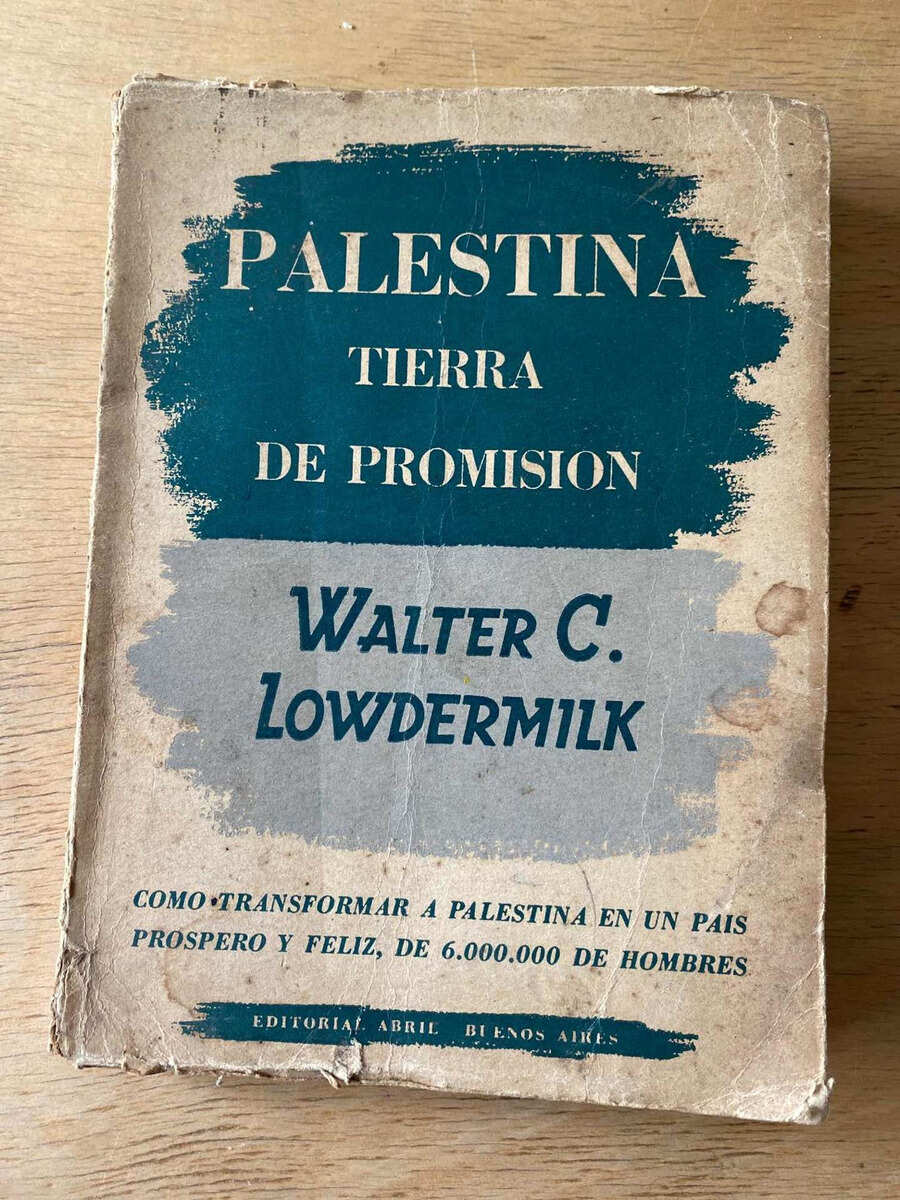 PALESTINA
TIERRA
DE PROMISION
WALTER C.
LOWDERMILK
COMO TRANSFORMAR A PALESTINA EN UN PAIS
PROSPERO Y FELIZ, DE 6.000.000 DE HOMBRES
EDITORIAL ABRIL BUENOS AIRES